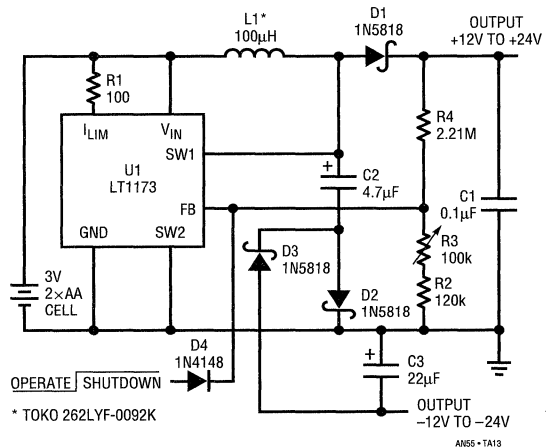 L1*
100µH
D1
1N5818
OUTPUT
+12V TO +24V
R1
100
R4
2.21M
I LIM
V IN
U1
LT1173
SW1
C2
4.7µF
+
C1
0.1µF
FB
GND
SW2
D3
1N5818
R3
100k
3V
2×AA
CELL
D2
1N5818
R2
120k
D4
1N4148
+
C3
22µF
OPERATE SHUTDOWN
* TOKO 262LYF-0092K
OUTPUT
–12V TO –24V
AN55 • TA13